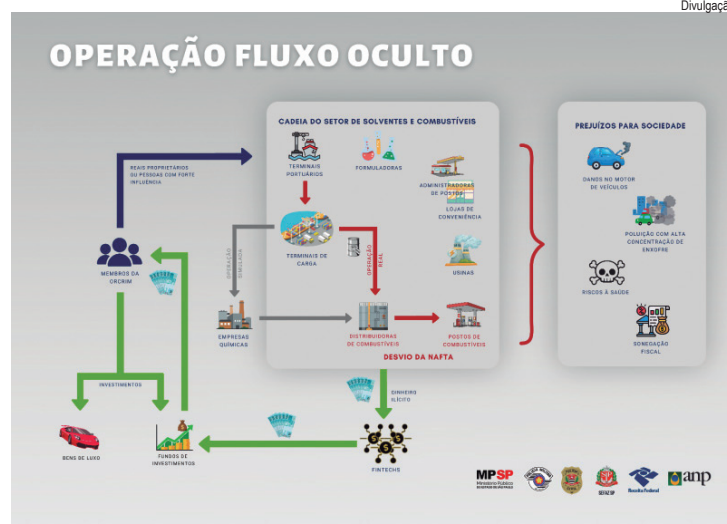 Divulgaçã
OPERAÇÃO FLUXO OCULTO
CADEIA DO SETOR DE SOLVENTES E COMBUSTÍVEIS
TERMINAIS
PORTUÁRIOS
FORMULADORAS
ADMINISTRADORAS
DE POSTOS
LOJAS DE
CONVENIÊNCIA
TERMINAIS DE
CARGA
USINAS
OPERAÇÃO
SIMULADA
OPERAÇÃO
REAL
EMPRESAS
QUÍMICAS
DISTRIBUIDORAS
DE COMBUSTÍVEIS
POSTOS DE
COMBUSTÍVEIS
DESVIO DA NAFTA
REAIS PROPRIETÁRIOS
OU PESSOAS COM FORTE
INFLUÊNCIA
MEMBROS DA
ORCRIM
INVESTIMENTOS
BENS DE LUXO
FUNDOS DE
INVESTIMENTOS
DINHEIRO
ILÍCITO
FINTECHS
PREJUÍZOS PARA SOCIEDADE
DANOS NO MOTOR
DE VEÍCULOS
POLUIÇÃO COM ALTA
CONCENTRAÇÃO DE
ENXOFRE
RISCOS À SAÚDE
SONEGAÇÃO
FISCAL
MPSP
Ministério Público
SEFAZ SP
Receita Federal
anp